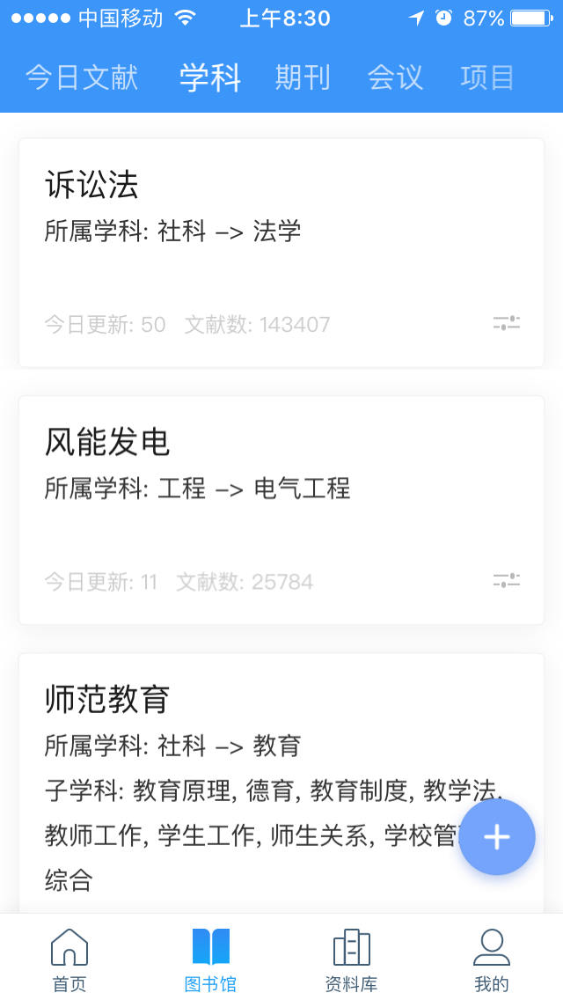 中国移动 上午8:30 87%
今日文献 学科 期刊 会议 项目
诉讼法
所属学科: 社科 –> 法学
今日更新: 50 文献数: 143407
风能发电
所属学科: 工程 –> 电气工程
今日更新: 11 文献数: 25784
师范教育
所属学科: 社科 –> 教育
子学科: 教育原理, 德育, 教育制度, 教学法,
教师工作, 学生工作, 师生关系, 学校管
综合
首页 图书馆 资料库 我的